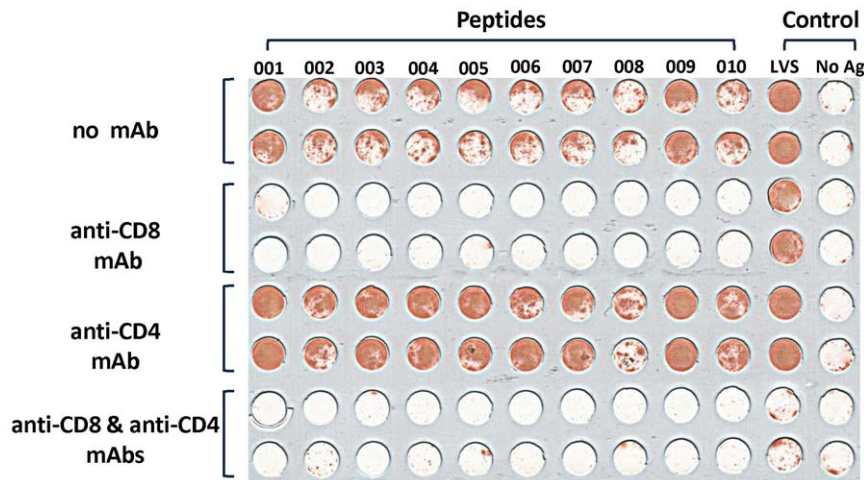 Peptides Control
001 002 003 004 005 006 007 008 009 010 LVS No Ag
no mAb
anti-CD8
mAb
anti-CD4
mAb
anti-CD8 & anti-CD4
mAbs